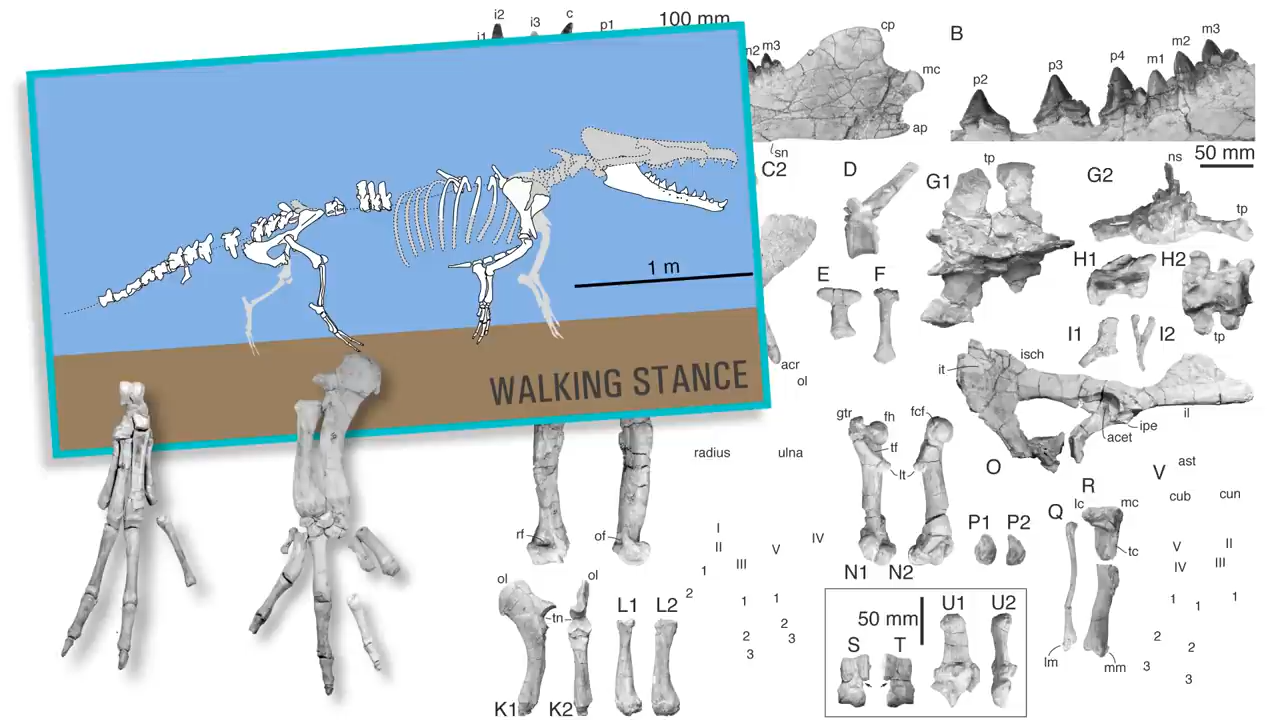 i1
i2
i3
c
p1
100 mm
m2
m3
cp
mc
ap
sn
B
p2
p3
p4
m1
m2
m3
50 mm
1 m
WALKING STANCE
C2
acr
D
E
F
G1
tp
G2
ns
tp
H1
H2
tp
I1
I2
it
isch
acet
ipe
il
O
ol
radius
ulna
rf
of
I
II
III
IV
V
1
2
1
1
2
2
3
3
gtr
fh
fcf
tf
lt
N1
N2
P1
P2
Q
R
lc
mc
tc
lm
mm
V
ast
cub
cun
V
II
IV
III
1
1
1
2
2
3
3
ol
ol
tn
K1
K2
L1
L2
50 mm
S
T
U1
U2